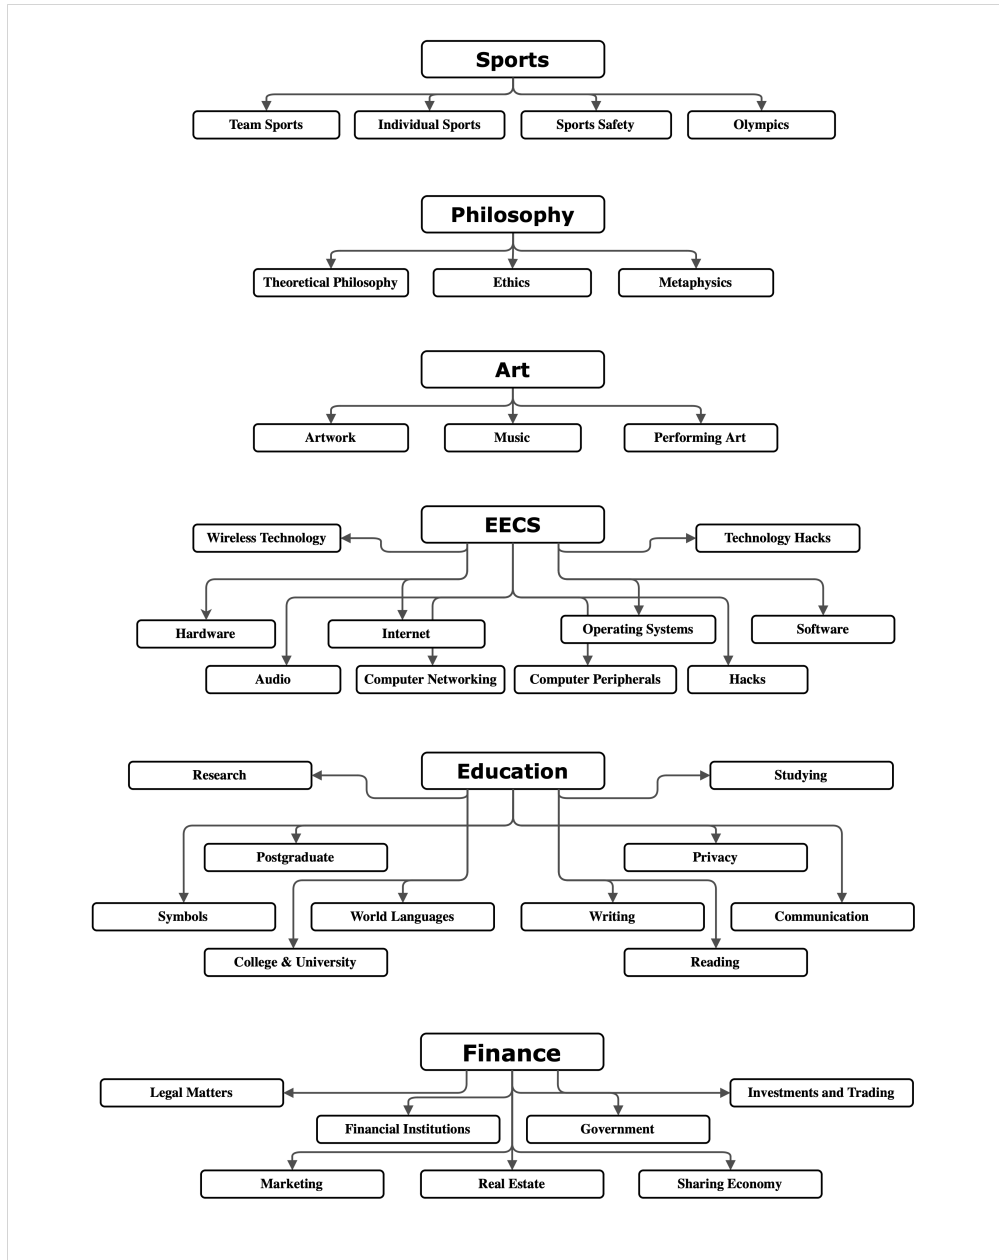 Sports
Team Sports
Individual Sports
Sports Safety
Olympics
Philosophy
Theoretical Philosophy
Ethics
Metaphysics
Art
Artwork
Music
Performing Art
EECS
Wireless Technology
Technology Hacks
Hardware
Internet
Operating Systems
Software
Audio
Computer Networking
Computer Peripherals
Hacks
Education
Research
Studying
Postgraduate
Privacy
Symbols
World Languages
Writing
Communication
College & University
Reading
Finance
Legal Matters
Investments and Trading
Financial Institutions
Government
Marketing
Real Estate
Sharing Economy